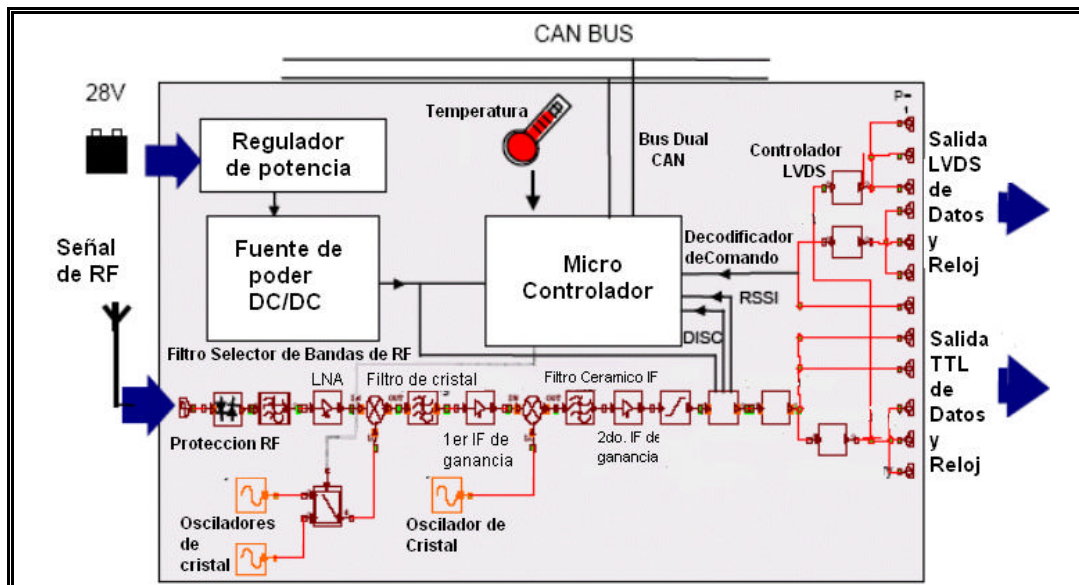 CAN BUS
28V
Temperatura
Regulador
de potencia
Bus Dual
CAN
Controlador
LVDS
Salida
LVDS
de
Datos
y
Reloj
Señal
de RF
Fuente de
poder
DC/DC
Micro
Controlador
Decodificador
deComando
RSSI
DISC
Filtro Selector de Bandas de RF
LNA
Filtro de cristal
Filtro Ceramico IF
Salida
TTL
de
Datos
y
Reloj
Proteccion RF
1er IF de
ganancia
2do. IF de
ganancia
Osciladores
de
cristal
Oscilador de
Cristal